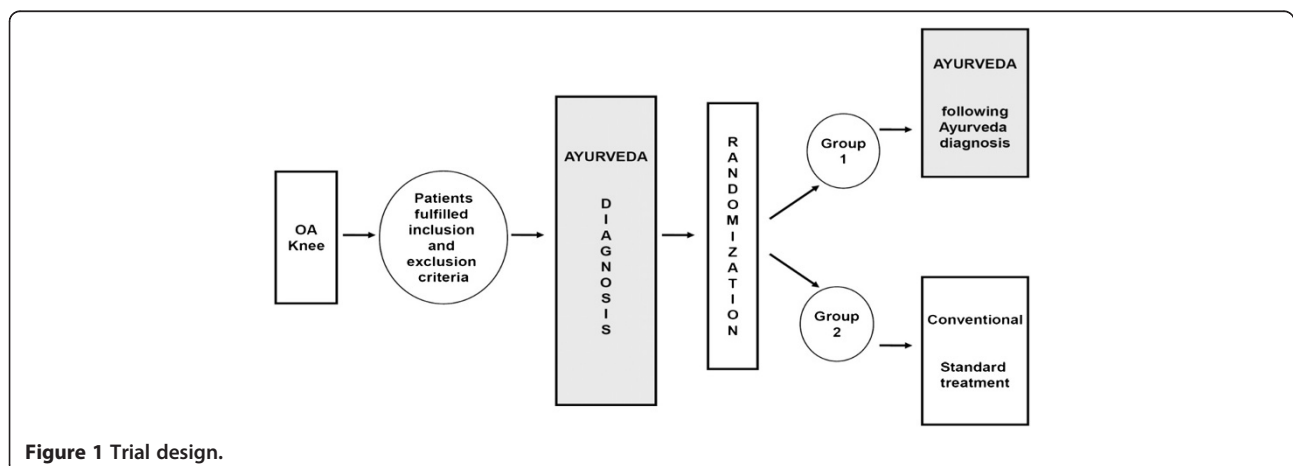 OA
Knee
Patients
fulfilled
inclusion
and
exclusion
criteria
AYURVEDA
D
I
A
G
N
O
S
I
S
R
A
N
D
O
M
I
Z
A
T
I
O
N
Group
1
AYURVEDA
following
Ayurveda
diagnosis
Group
2
Conventional
Standard
treatment
Figure 1 Trial design.